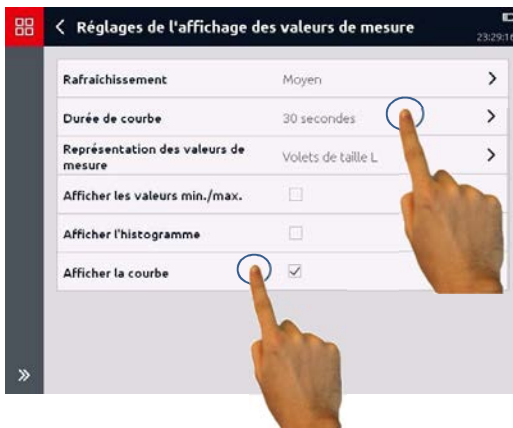 Réglages de l'affichage des valeurs de mesure
23:29:16
Rafraîchissement Moyen
Durée de courbe 30 secondes
Représentation des valeurs de
mesure Volets de taille L
Afficher les valeurs min./max.
Afficher l'histogramme
Afficher la courbe